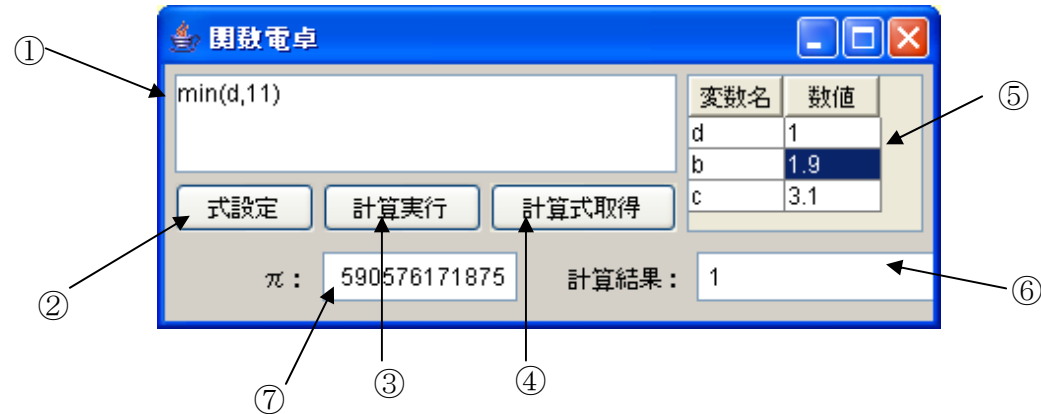 関数電卓
①
min(d,11)
変数名 数値
⑤
d 1
b 1.9
c 3.1
式設定 計算実行 計算式取得
π： 590576171875 計算結果： 1
②
⑥
③
④
⑦